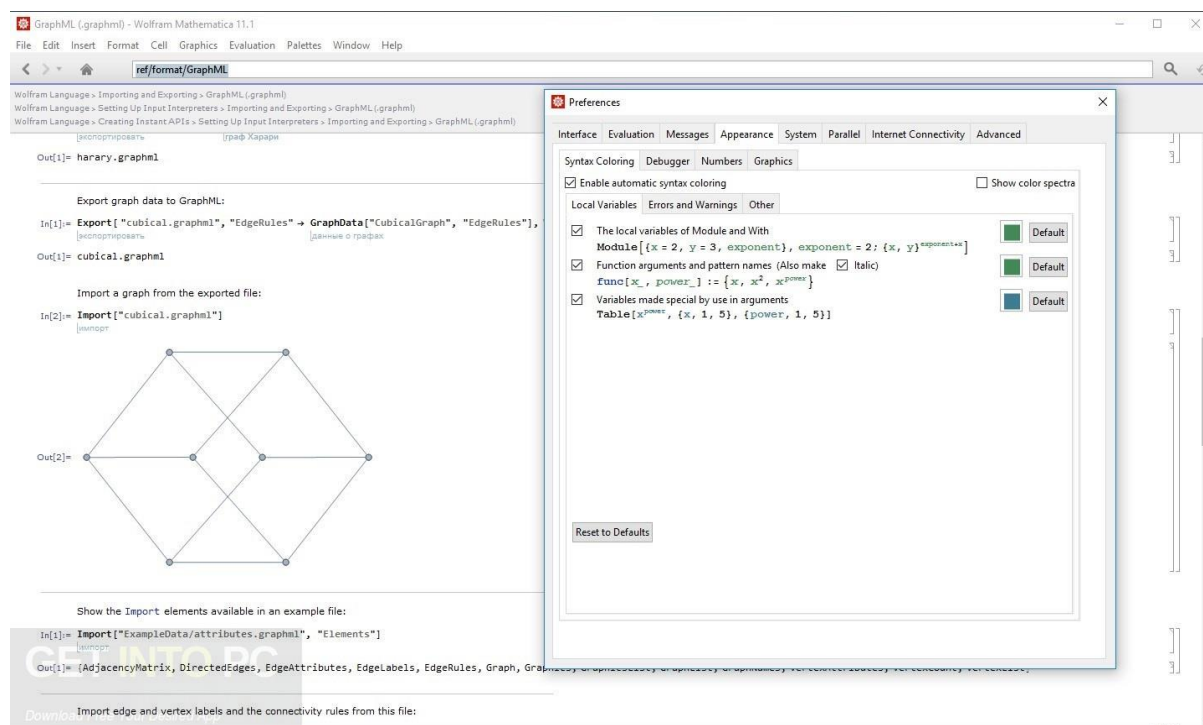 GraphML (.graphml) - Wolfram Mathematica 11.1
File Edit Insert Format Cell Graphics Evaluation Palettes Window Help
ref/format/GraphML
Wolfram Language > Importing and Exporting > GraphML (.graphml)
Wolfram Language > Setting Up Input Interpreters > Importing and Exporting > GraphML (.graphml)
Wolfram Language > Creating Instant APIs > Setting Up Input Interpreters > Importing and Exporting > GraphML (.graphml)
экспортировать граф Харари
Out[1]= harary.graphml
Export graph data to GraphML:
In[1]:= Export["cubical.graphml", "EdgeRules" → GraphData["CubicalGraph", "EdgeRules"], "
экспортировать данные о графах
Out[1]= cubical.graphml
Import a graph from the exported file:
In[2]:= Import["cubical.graphml"]
импорт
Out[2]=
Show the Import elements available in an example file:
In[1]:= Import["ExampleData/attributes.graphml", "Elements"]
импорт
Out[1]= {AdjacencyMatrix, DirectedEdges, EdgeAttributes, EdgeLabels, EdgeRules, Graph,
Import edge and vertex labels and the connectivity rules from this file:
GET INTO PC
Download Free Your Desired App
Preferences
Interface Evaluation Messages Appearance System Parallel Internet Connectivity Advanced
Syntax Coloring Debugger Numbers Graphics
Enable automatic syntax coloring Show color spectra
Local Variables Errors and Warnings Other
The local variables of Module and With Default
Module[{x = 2, y = 3, exponent}, exponent = 2; {x, y}^exponent+x]
Function arguments and pattern names (Also make Italic) Default
func[x_, power_] := {x, x², x^power}
Variables made special by use in arguments Default
Table[x^power, {x, 1, 5}, {power, 1, 5}]
Reset to Defaults